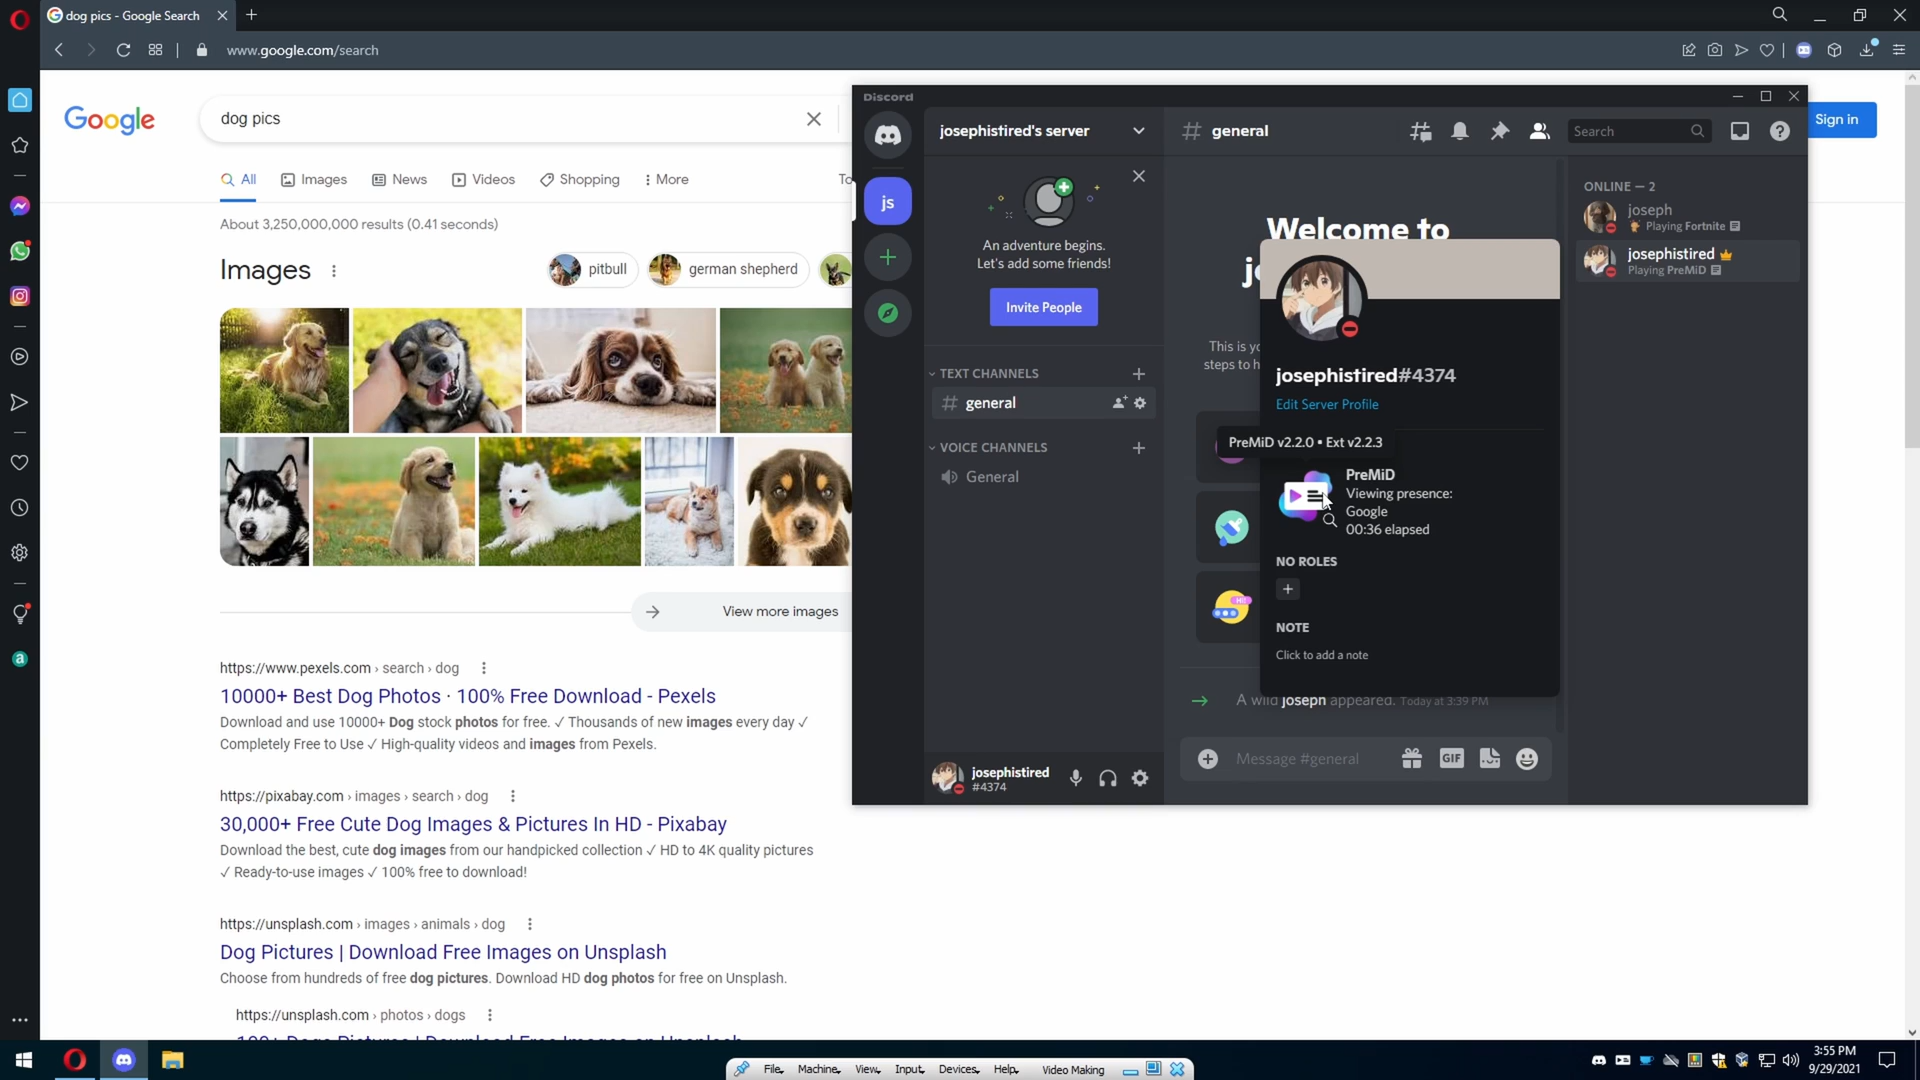 dog pics - Google Search
www.google.com/search
Google
dog pics
Sign in
All
Images
News
Videos
Shopping
More
To
About 3,250,000,000 results (0.41 seconds)
Images
pitbull
german shepherd
View more images
https://www.pexels.com › search › dog
10000+ Best Dog Photos · 100% Free Download - Pexels
Download and use 10000+ Dog stock photos for free. ✓ Thousands of new images every day ✓
Completely Free to Use ✓ High-quality videos and images from Pexels.
https://pixabay.com › images › search › dog
30,000+ Free Cute Dog Images & Pictures In HD - Pixabay
Download the best, cute dog images from our handpicked collection ✓ HD to 4K quality pictures
✓ Ready-to-use images ✓ 100% free to download!
https://unsplash.com › images › animals › dog
Dog Pictures | Download Free Images on Unsplash
Choose from hundreds of free dog pictures. Download HD dog photos for free on Unsplash.
https://unsplash.com › photos › dogs
Discord
js
josephistired's server
An adventure begins.
Let's add some friends!
Invite People
TEXT CHANNELS
general
VOICE CHANNELS
General
josephistired
#4374
general
Search
Welcome to
This is yo
steps to h
josephistired#4374
Edit Server Profile
PreMiD v2.2.0 • Ext v2.2.3
PreMiD
Viewing presence:
Google
00:36 elapsed
NO ROLES
NOTE
Click to add a note
A wild joseph appeared. Today at 3:39 PM
Message #general
GIF
ONLINE — 2
joseph
Playing Fortnite
josephistired
Playing PreMiD
File
Machine
View
Input
Devices
Help
Video Making
3:55 PM
9/29/2021